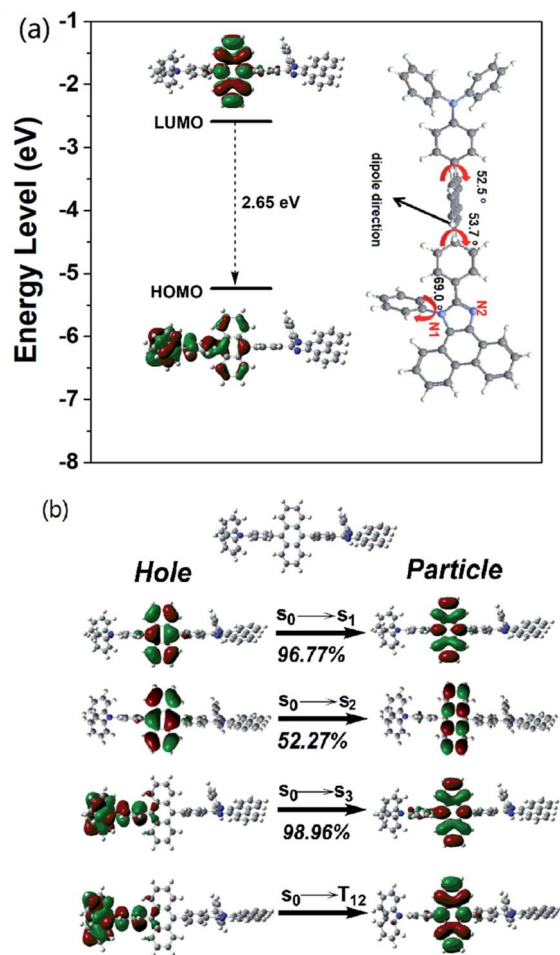 (a)
Energy Level (eV)
-1
-2
-3
-4
-5
-6
-7
-8
LUMO
2.65 eV
HOMO
dipole direction
52.5 °
53.7 °
69.0 °
N1
N2
(b)
Hole
Particle
S₀ → S₁
96.77%
S₀ → S₂
52.27%
S₀ → S₃
98.96%
S₀ → T₁₂